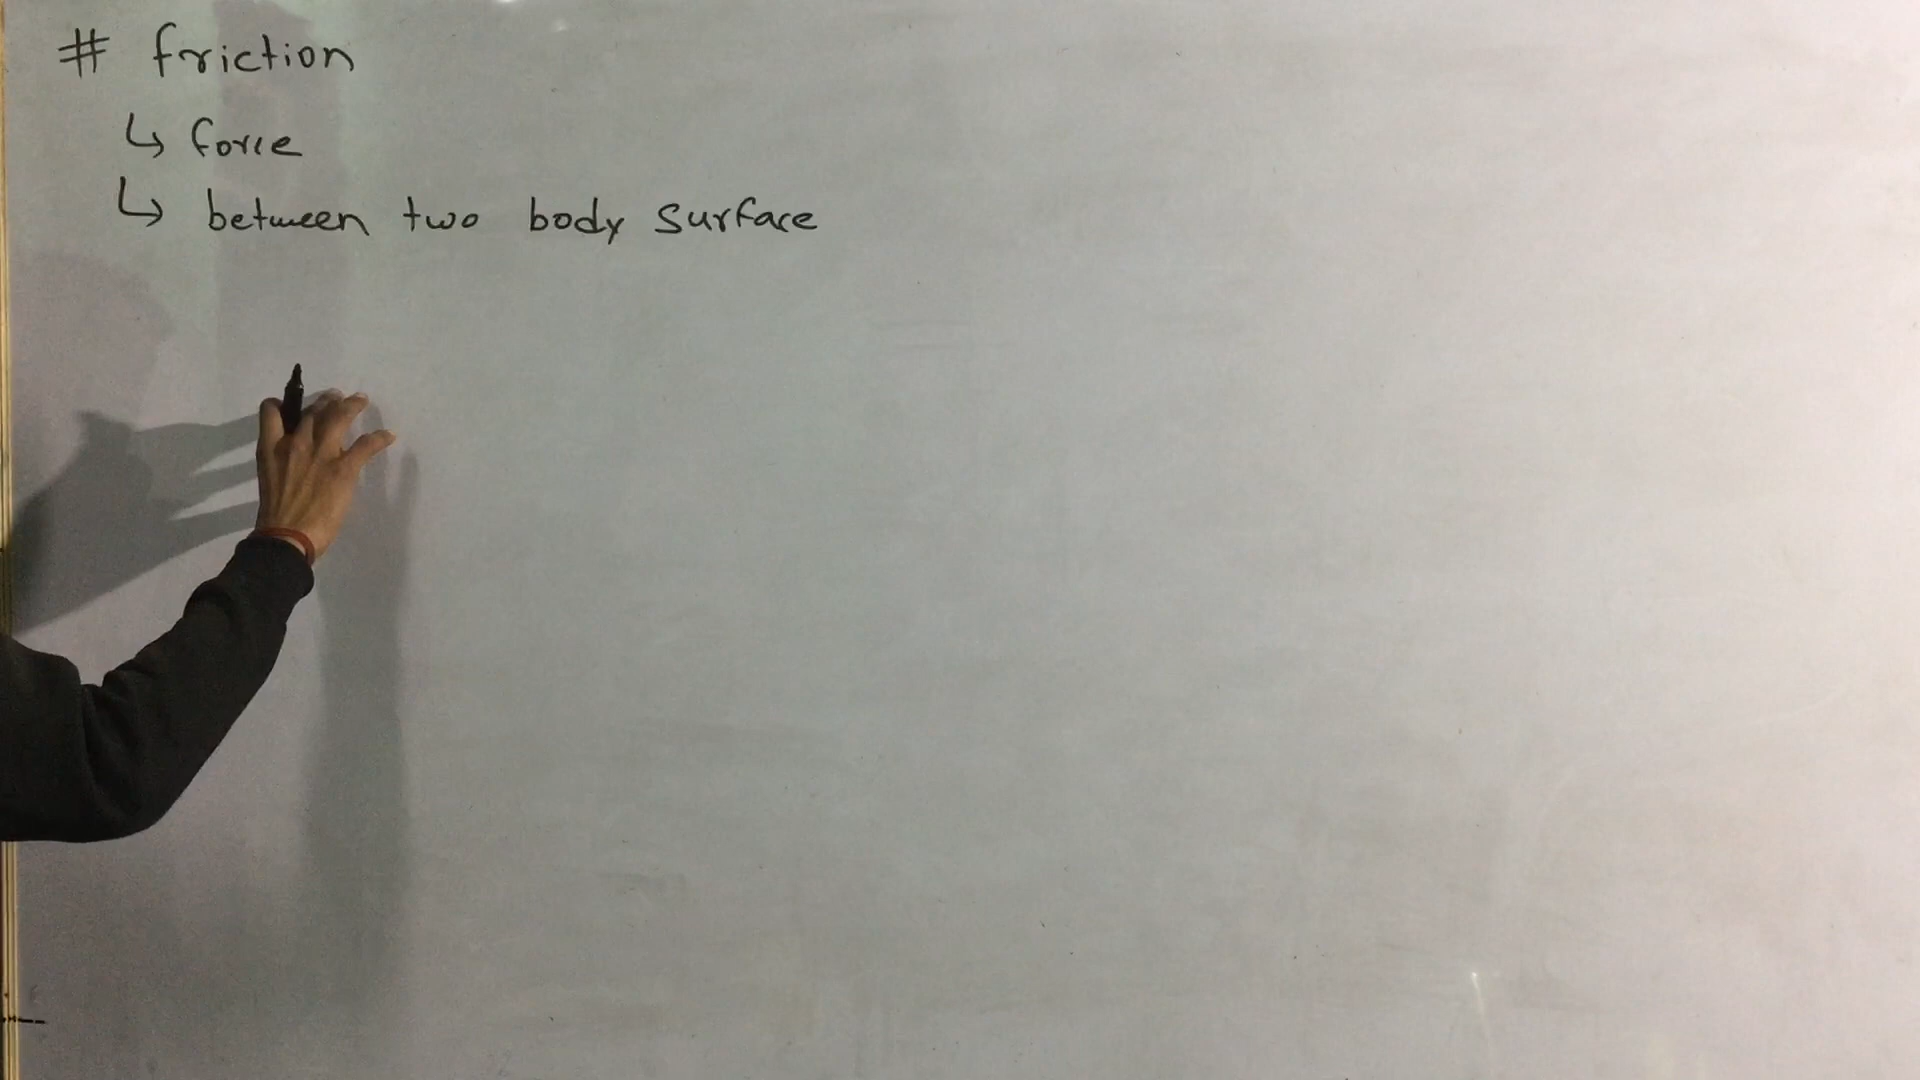 # friction
↳ force
↳ between two body surface